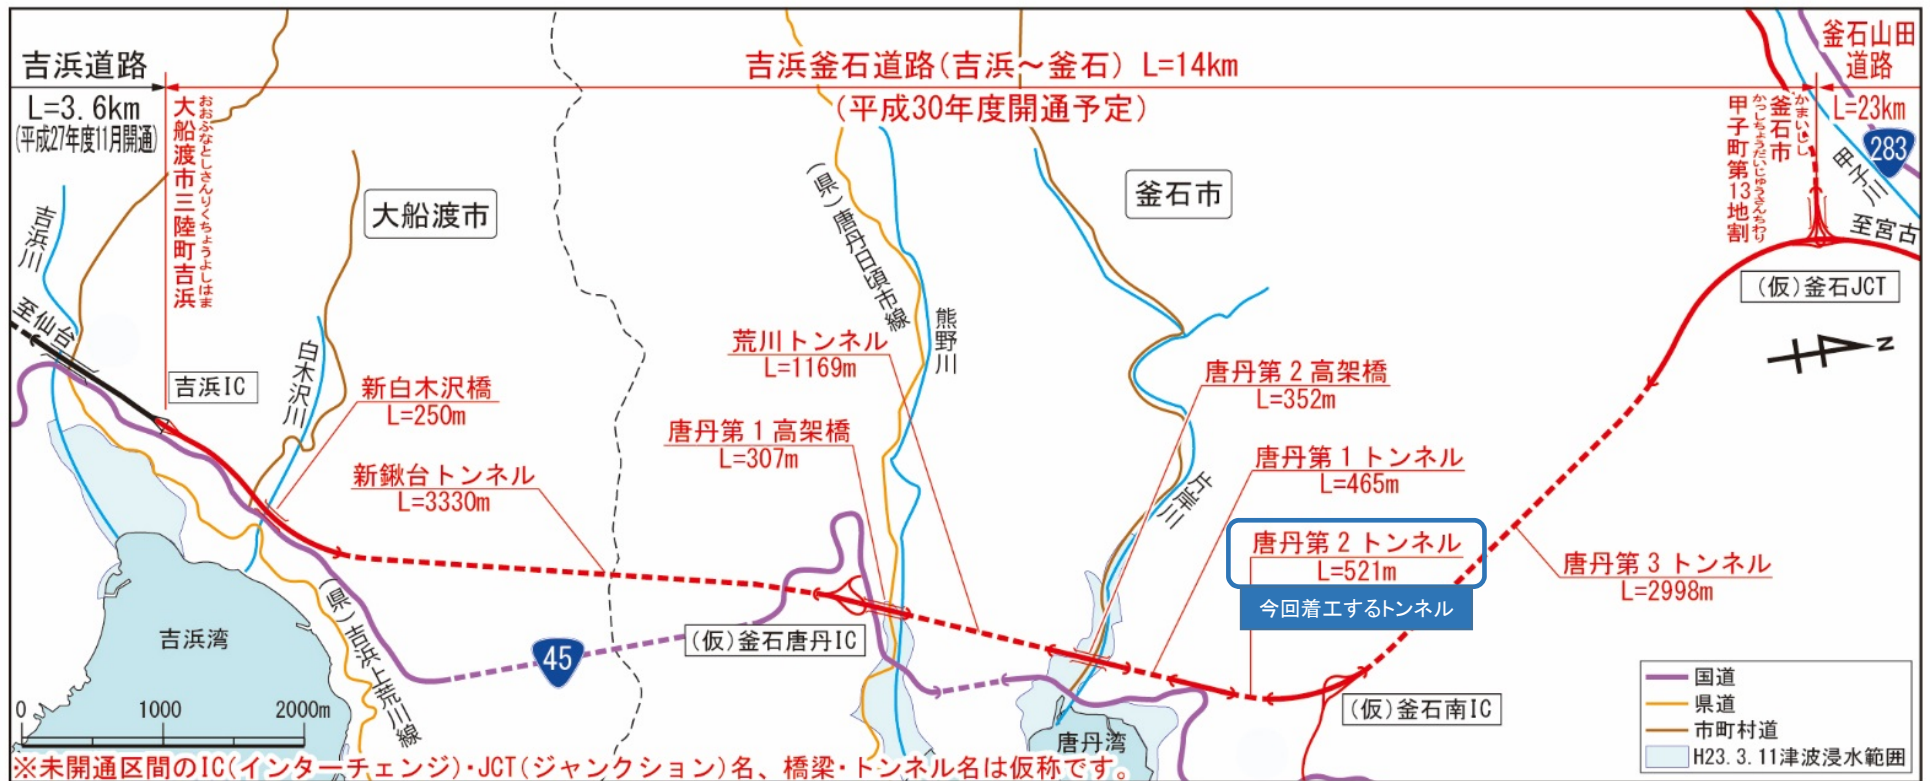 吉浜道路
L=3.6km
(平成27年度11月開通)
吉浜釜石道路(吉浜～釜石) L=14km
(平成30年度開通予定)
釜石山田
道路
L=23km
283
おおふなとしさんりくちょうよしはま
大船渡市三陸町吉浜
かまいし
釜石市
かっしちょうだいじゅうさんちわり
甲子町第13地割
甲子川
至宮古
(仮)釜石JCT
N
大船渡市
釜石市
吉浜川
至仙台
吉浜IC
白木沢川
新白木沢橋
L=250m
新鍬台トンネル
L=3330m
(県)唐丹日頃市線
熊野川
荒川トンネル
L=1169m
唐丹第1高架橋
L=307m
唐丹第2高架橋
L=352m
唐丹第1トンネル
L=465m
片岸川
唐丹第2トンネル
L=521m
今回着工するトンネル
唐丹第3トンネル
L=2998m
(仮)釜石唐丹IC
45
(仮)釜石南IC
(県)吉浜上荒川線
吉浜湾
唐丹湾
0 1000 2000m
国道
県道
市町村道
H23.3.11津波浸水範囲
※未開通区間のIC(インターチェンジ)・JCT(ジャンクション)名、橋梁・トンネル名は仮称です。